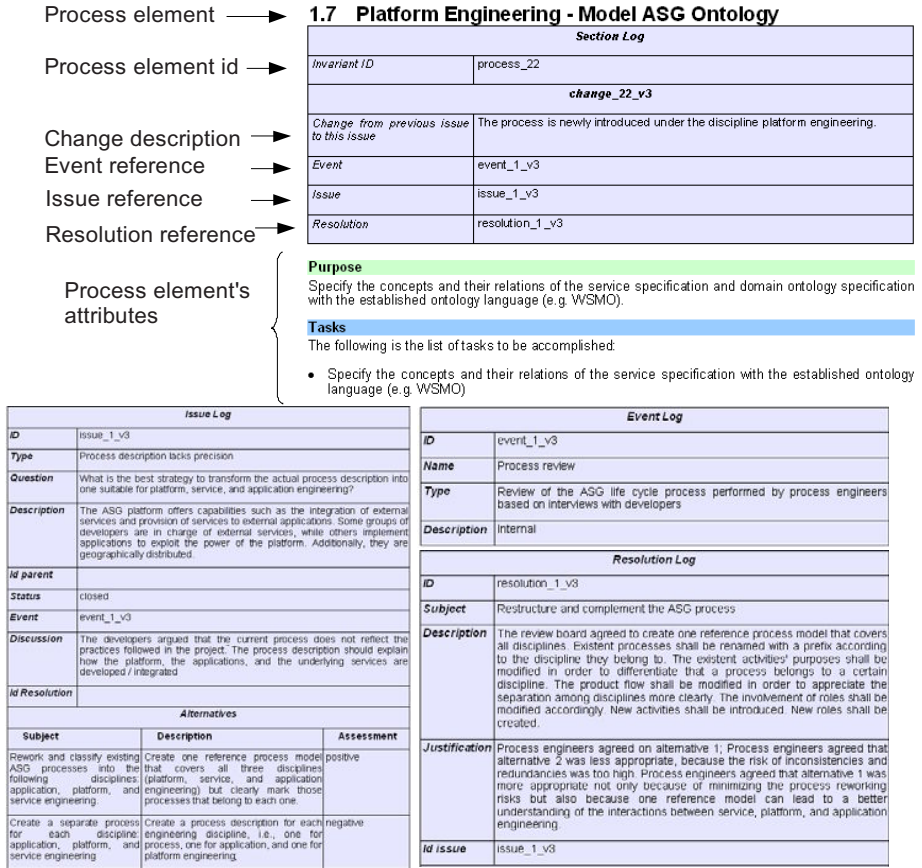 Process element
1.7 Platform Engineering - Model ASG Ontology
Section Log
Process element id
Invariant ID process_22
change_22_v3
Change description
Change from previous issue The process is newly introduced under the discipline platform engineering.
to this issue
Event reference
Event event_1_v3
Issue reference
Issue issue_1_v3
Resolution reference
Resolution resolution_1_v3
Process element's
attributes
Purpose
Specify the concepts and their relations of the service specification and domain ontology specification
with the established ontology language (e.g. WSMO).
Tasks
The following is the list of tasks to be accomplished:
• Specify the concepts and their relations of the service specification with the established ontology
language (e.g. WSMO)
Issue Log
ID issue_1_v3
Type Process description lacks precision
Question What is the best strategy to transform the actual process description into
one suitable for platform, service, and application engineering?
Description The ASG platform offers capabilities such as the integration of external
services and provision of services to external applications. Some groups of
developers are in charge of external services, while others implement
applications to exploit the power of the platform. Additionally, they are
geographically distributed.
Id parent
Status closed
Event event_1_v3
Discussion The developers argued that the current process does not reflect the
practices followed in the project. The process description should explain
how the platform, the applications, and the underlying services are
developed / integrated
Id Resolution
Alternatives
Subject Description Assessment
Rework and classify existing Create one reference process model positive
ASG processes into the that covers all three disciplines
following disciplines: (platform, service, and application
application, platform, and engineering) but clearly mark those
service engineering. processes that belong to each one.
Create a separate process Create a process description for each negative
for each discipline: engineering discipline, i.e., one for
application, platform, and process, one for application, and one for
service engineering platform engineering,
Event Log
ID event_1_v3
Name Process review
Type Review of the ASG life cycle process performed by process engineers
based on interviews with developers
Description Internal
Resolution Log
ID resolution_1_v3
Subject Restructure and complement the ASG process
Description The review board agreed to create one reference process model that covers
all disciplines. Existent processes shall be renamed with a prefix according
to the discipline they belong to. The existent activities' purposes shall be
modified in order to differentiate that a process belongs to a certain
discipline. The product flow shall be modified in order to appreciate the
separation among disciplines more clearly. The involvement of roles shall be
modified accordingly. New activities shall be introduced. New roles shall be
created.
Justification Process engineers agreed on alternative 1; Process engineers agreed that
alternative 2 was less appropriate, because the risk of inconsistencies and
redundancies was too high. Process engineers agreed that alternative 1 was
more appropriate not only because of minimizing the process reworking
risks but also because one reference model can lead to a better
understanding of the interactions between service, platform, and application
engineering.
Id issue issue_1_v3